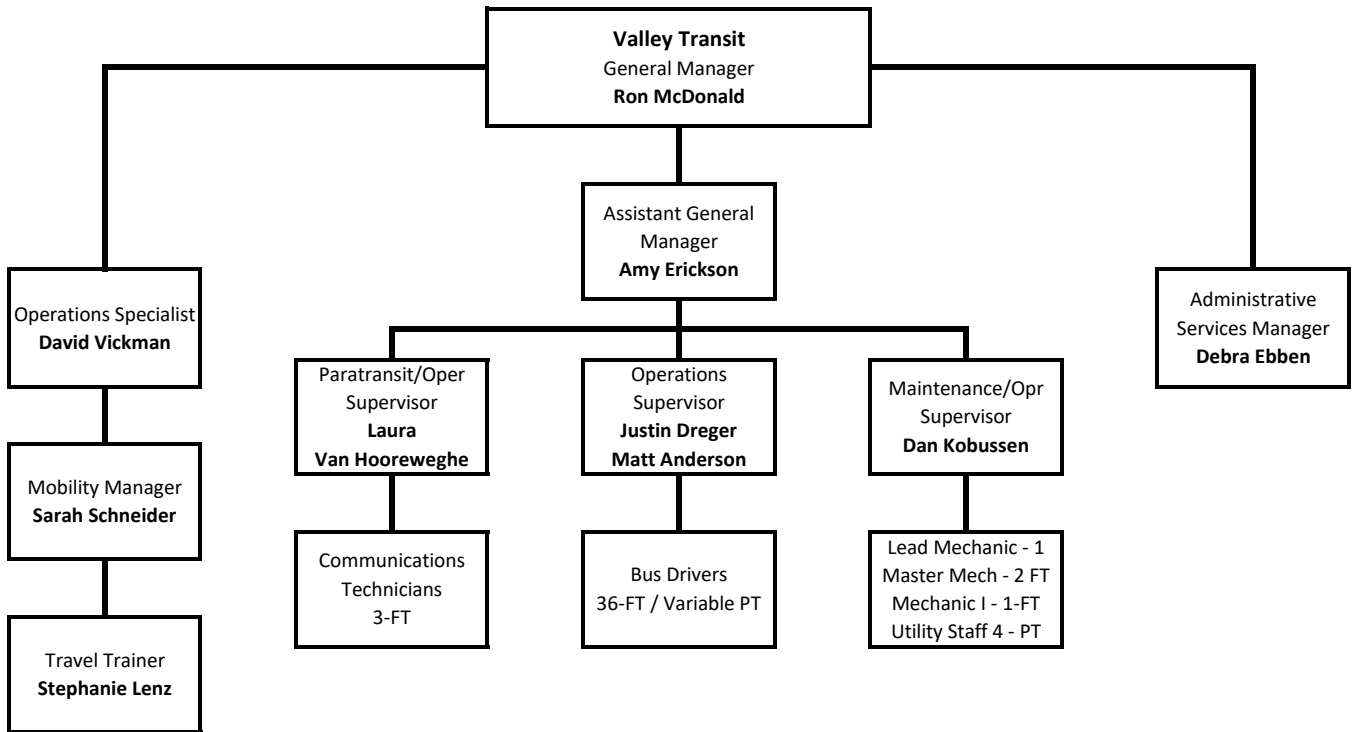 Valley Transit
General Manager
Ron McDonald
Assistant General
Manager
Amy Erickson
Operations Specialist
David Vickman
Administrative
Services Manager
Debra Ebben
Paratransit/Oper
Supervisor
Laura
Van Hooreweghe
Operations
Supervisor
Justin Dreger
Matt Anderson
Maintenance/Opr
Supervisor
Dan Kobussen
Mobility Manager
Sarah Schneider
Communications
Technicians
3-FT
Bus Drivers
36-FT / Variable PT
Lead Mechanic - 1
Master Mech - 2 FT
Mechanic I - 1-FT
Utility Staff 4 - PT
Travel Trainer
Stephanie Lenz